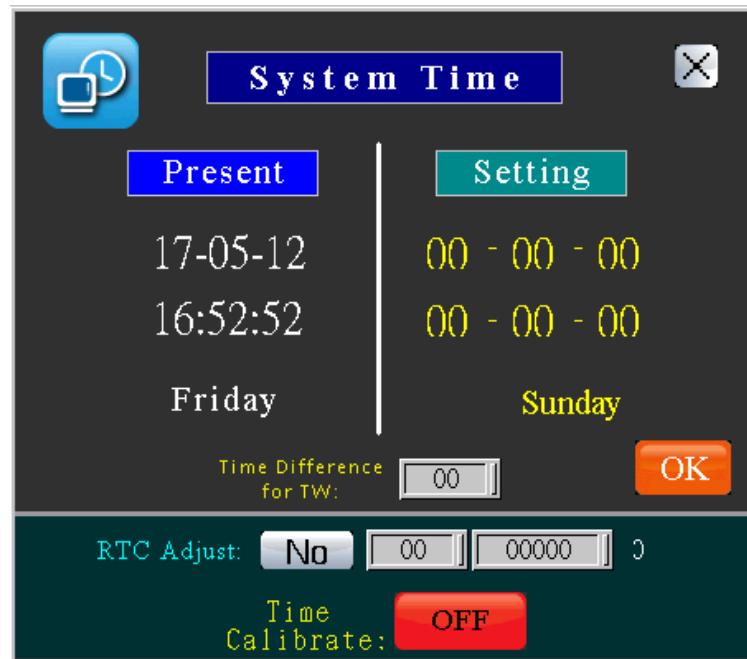 System Time
Present
Setting
17-05-12
00 - 00 - 00
16:52:52
00 - 00 - 00
Friday
Sunday
Time Difference
for TW:
00
OK
RTC Adjust: No 00 00000
Time
Calibrate:
OFF